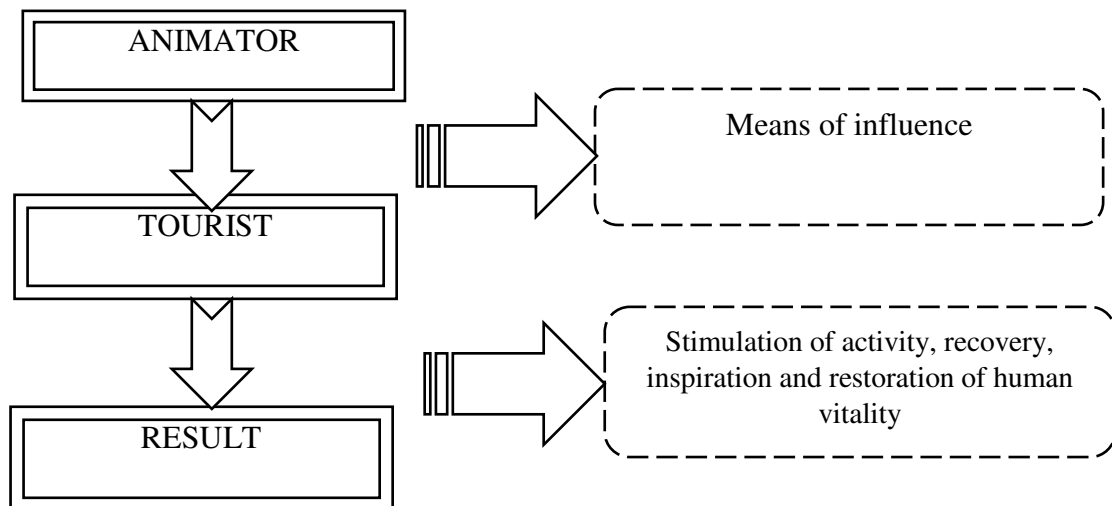 ANIMATOR
Means of influence
TOURIST
Stimulation of activity, recovery,
inspiration and restoration of human
vitality
RESULT